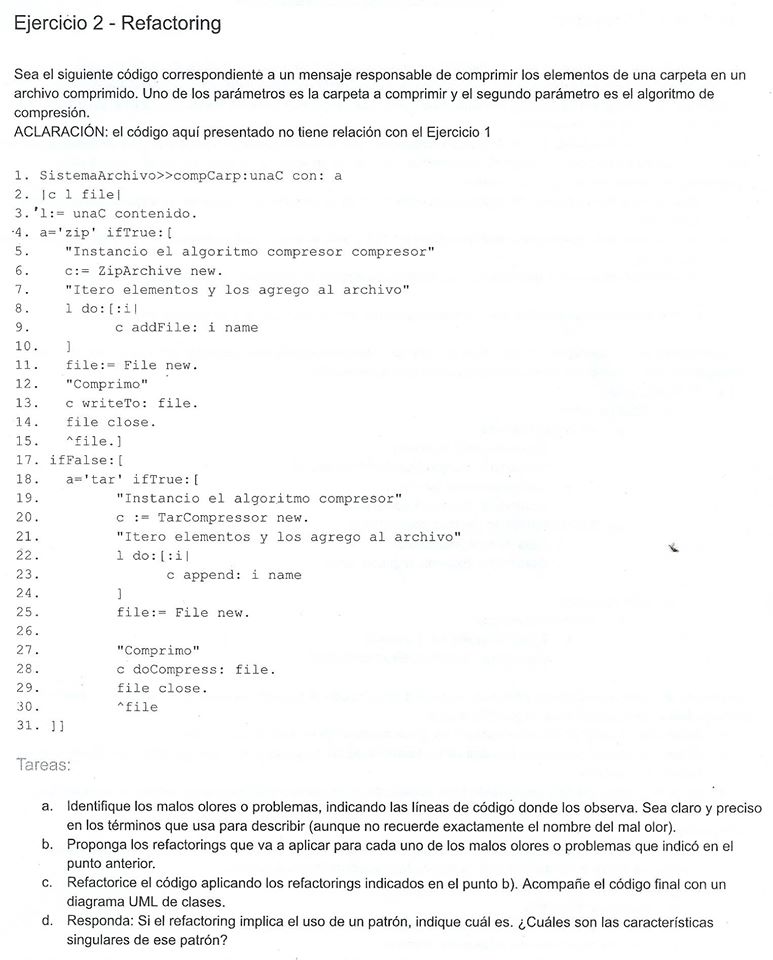 Ejercicio 2 - Refactoring
Sea el siguiente código correspondiente a un mensaje responsable de comprimir los elementos de una carpeta en un
archivo comprimido. Uno de los parámetros es la carpeta a comprimir y el segundo parámetro es el algoritmo de
compresión.
ACLARACIÓN: el código aquí presentado no tiene relación con el Ejercicio 1
1. SistemaArchivo>>compCarp:unaC con: a
2. |c l file|
3. l:= unaC contenido.
4. a='zip' ifTrue:[
5. "Instancio el algoritmo compresor compresor"
6. c:= ZipArchive new.
7. "Itero elementos y los agrego al archivo"
8. l do:[:i|
9. c addFile: i name
10. ]
11. file:= File new.
12. "Comprimo"
13. c writeTo: file.
14. file close.
15. ^file.]
17. ifFalse:[
18. a='tar' ifTrue:[
19. "Instancio el algoritmo compresor"
20. c := TarCompressor new.
21. "Itero elementos y los agrego al archivo"
22. l do:[:i|
23. c append: i name
24. ]
25. file:= File new.
26.
27. "Comprimo"
28. c doCompress: file.
29. file close.
30. ^file
31. ]]
Tareas:
a. Identifique los malos olores o problemas, indicando las líneas de código donde los observa. Sea claro y preciso
en los términos que usa para describir (aunque no recuerde exactamente el nombre del mal olor).
b. Proponga los refactorings que va a aplicar para cada uno de los malos olores o problemas que indicó en el
punto anterior.
c. Refactorice el código aplicando los refactorings indicados en el punto b). Acompañe el código final con un
diagrama UML de clases.
d. Responda: Si el refactoring implica el uso de un patrón, indique cuál es. ¿Cuáles son las características
singulares de ese patrón?